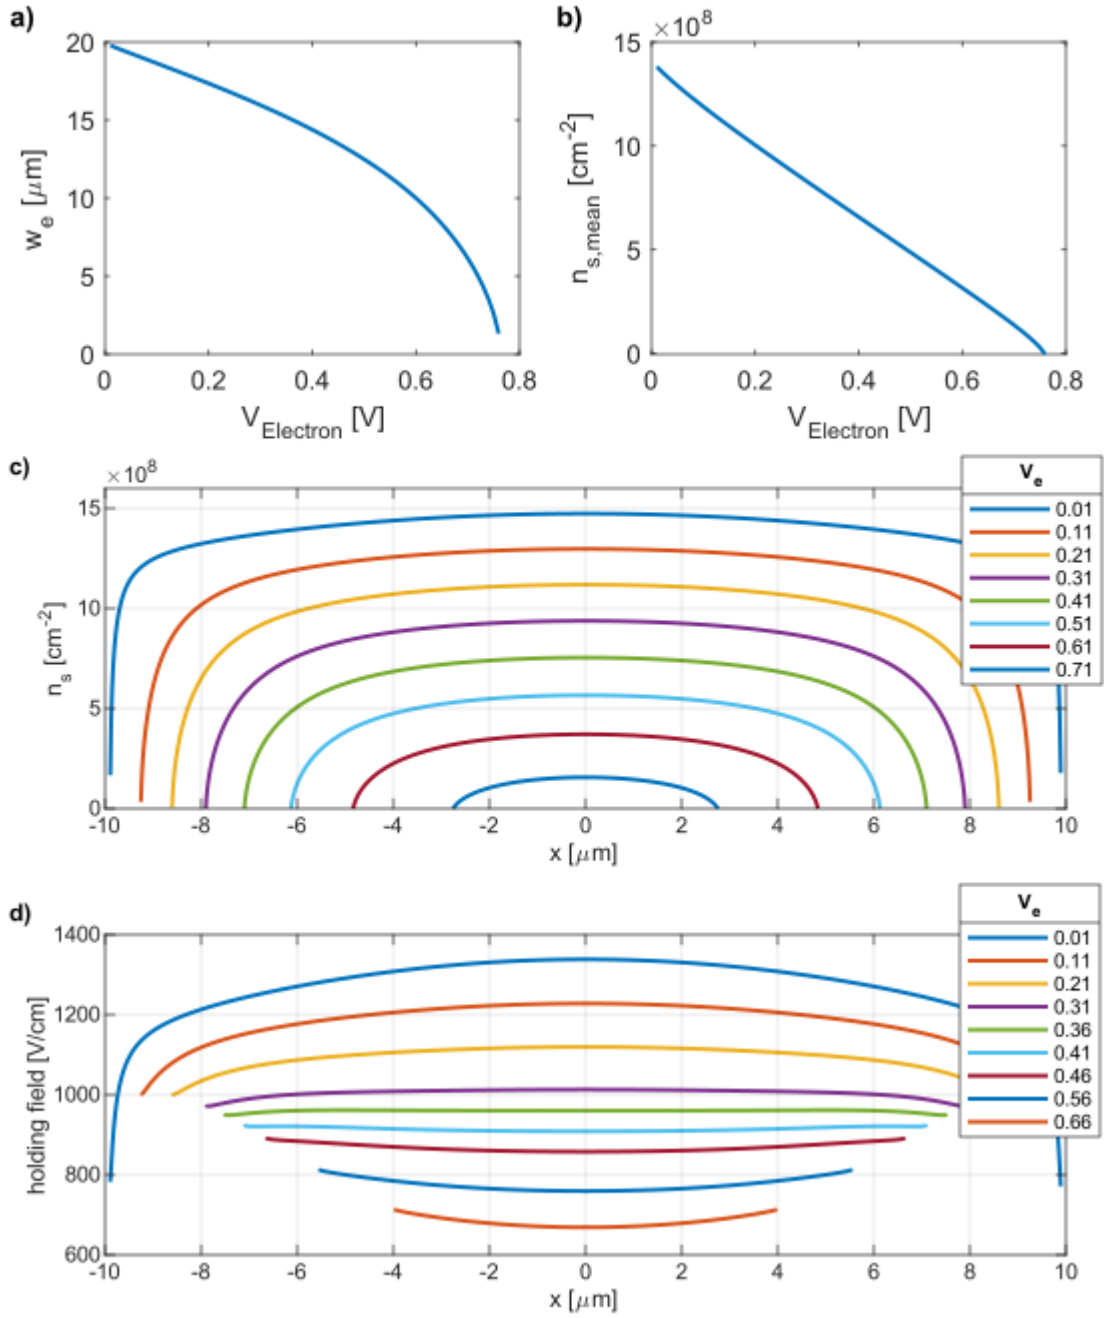 a)
20
15
10
5
0
0 0.2 0.4 0.6 0.8
w_e [μm]
V_Electron [V]
b)
×10^8
15
10
5
0
0 0.2 0.4 0.6 0.8
n_s,mean [cm^-2]
V_Electron [V]
c)
×10^8
15
10
5
0
-10 -8 -6 -4 -2 0 2 4 6 8 10
n_s [cm^-2]
x [μm]
V_e
0.01
0.11
0.21
0.31
0.41
0.51
0.61
0.71
d)
1400
1200
1000
800
600
-10 -8 -6 -4 -2 0 2 4 6 8 10
holding field [V/cm]
x [μm]
V_e
0.01
0.11
0.21
0.31
0.36
0.41
0.46
0.56
0.66